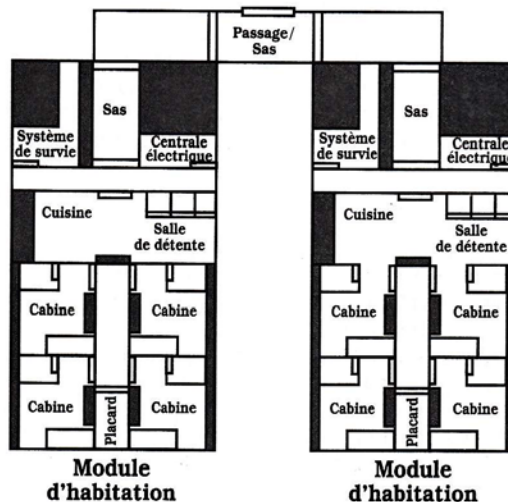 Passage/
Sas
Sas
Système
de survie
Centrale
électrique
Cuisine
Salle
de détente
Cabine
Cabine
Cabine
Cabine
Placard
Module
d'habitation
Sas
Système
de survie
Centrale
électrique
Cuisine
Salle
de détente
Cabine
Cabine
Cabine
Cabine
Placard
Module
d'habitation